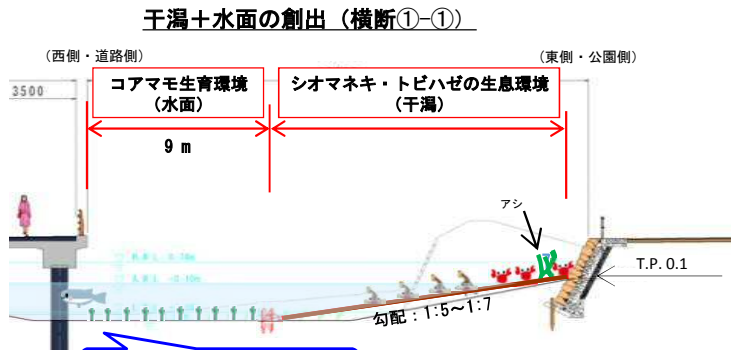 干潟+水面の創出（横断①-①）
（西側・道路側）
（東側・公園側）
コアマモ生育環境
（水面）
シオマネキ・トビハゼの生息環境
（干潟）
3500
9 m
アシ
T.P. 0.1
勾配：1:5～1:7